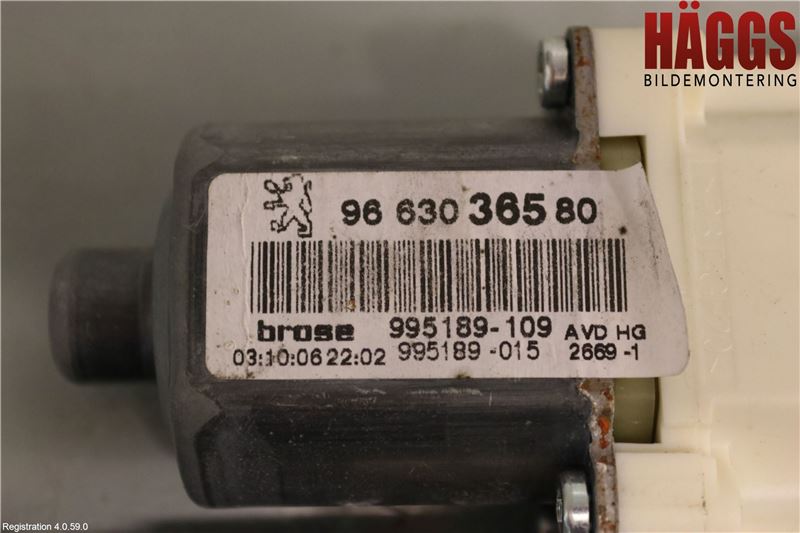 HÄGGS
BILDEMONTERING
96 630 365 80
brose 995189-109 AVD HG
03:10:06 22:02 995189-015 2669-1
Registration 4.0.59.0